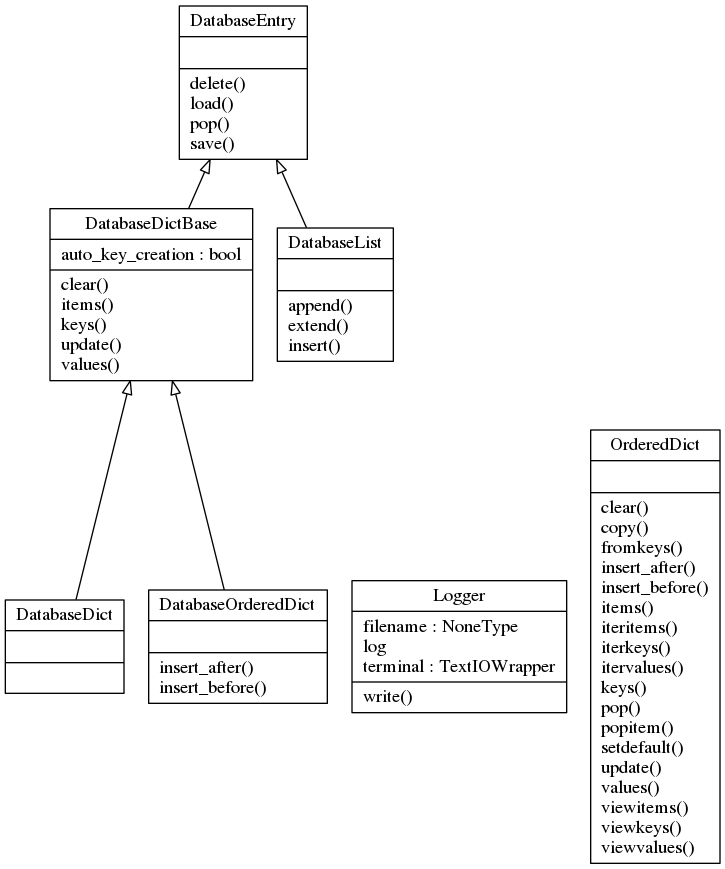 DatabaseEntry
delete()
load()
pop()
save()
DatabaseDictBase
auto_key_creation : bool
clear()
items()
keys()
update()
values()
DatabaseList
append()
extend()
insert()
DatabaseDict
DatabaseOrderedDict
insert_after()
insert_before()
Logger
filename : NoneType
log
terminal : TextIOWrapper
write()
OrderedDict
clear()
copy()
fromkeys()
insert_after()
insert_before()
items()
iteritems()
iterkeys()
itervalues()
keys()
pop()
popitem()
setdefault()
update()
values()
viewitems()
viewkeys()
viewvalues()